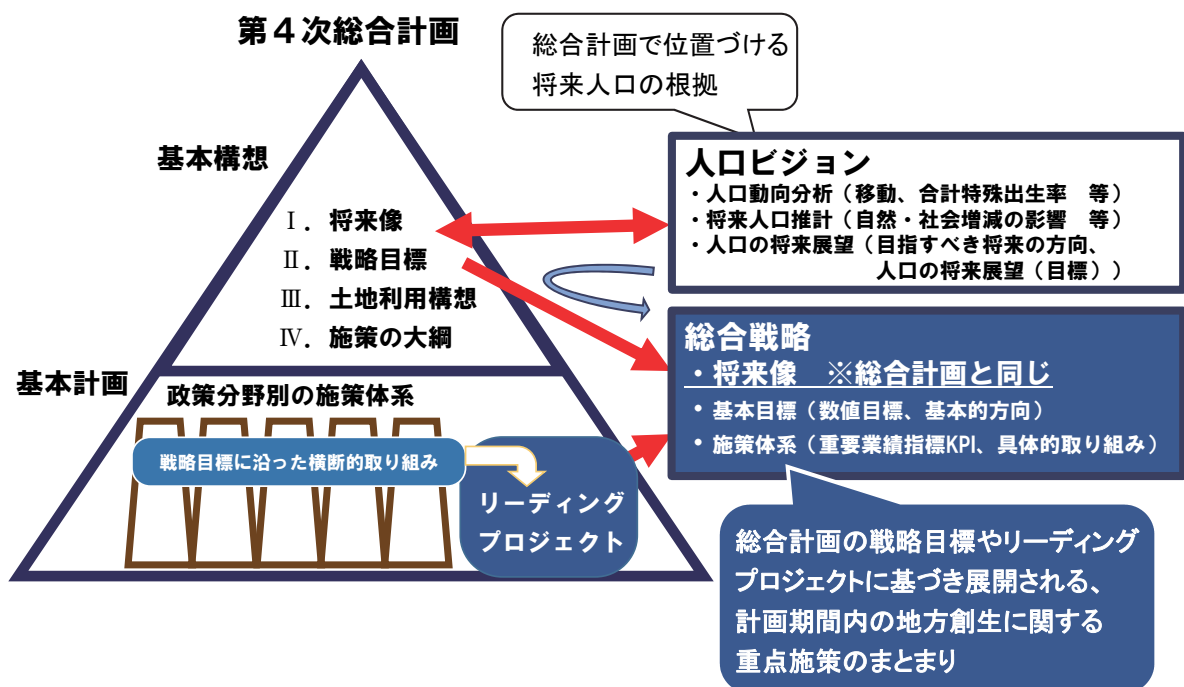 第４次総合計画
総合計画で位置づける
将来人口の根拠
基本構想
Ⅰ．将来像
Ⅱ．戦略目標
Ⅲ．土地利用構想
Ⅳ．施策の大綱
人口ビジョン
・人口動向分析（移動、合計特殊出生率　等）
・将来人口推計（自然・社会増減の影響　等）
・人口の将来展望（目指すべき将来の方向、
人口の将来展望（目標））
基本計画
政策分野別の施策体系
戦略目標に沿った横断的取り組み
リーディング
プロジェクト
総合戦略
・将来像　※総合計画と同じ
• 基本目標（数値目標、基本的方向）
• 施策体系（重要業績指標KPI、具体的取り組み）
総合計画の戦略目標やリーディング
プロジェクトに基づき展開される、
計画期間内の地方創生に関する
重点施策のまとまり